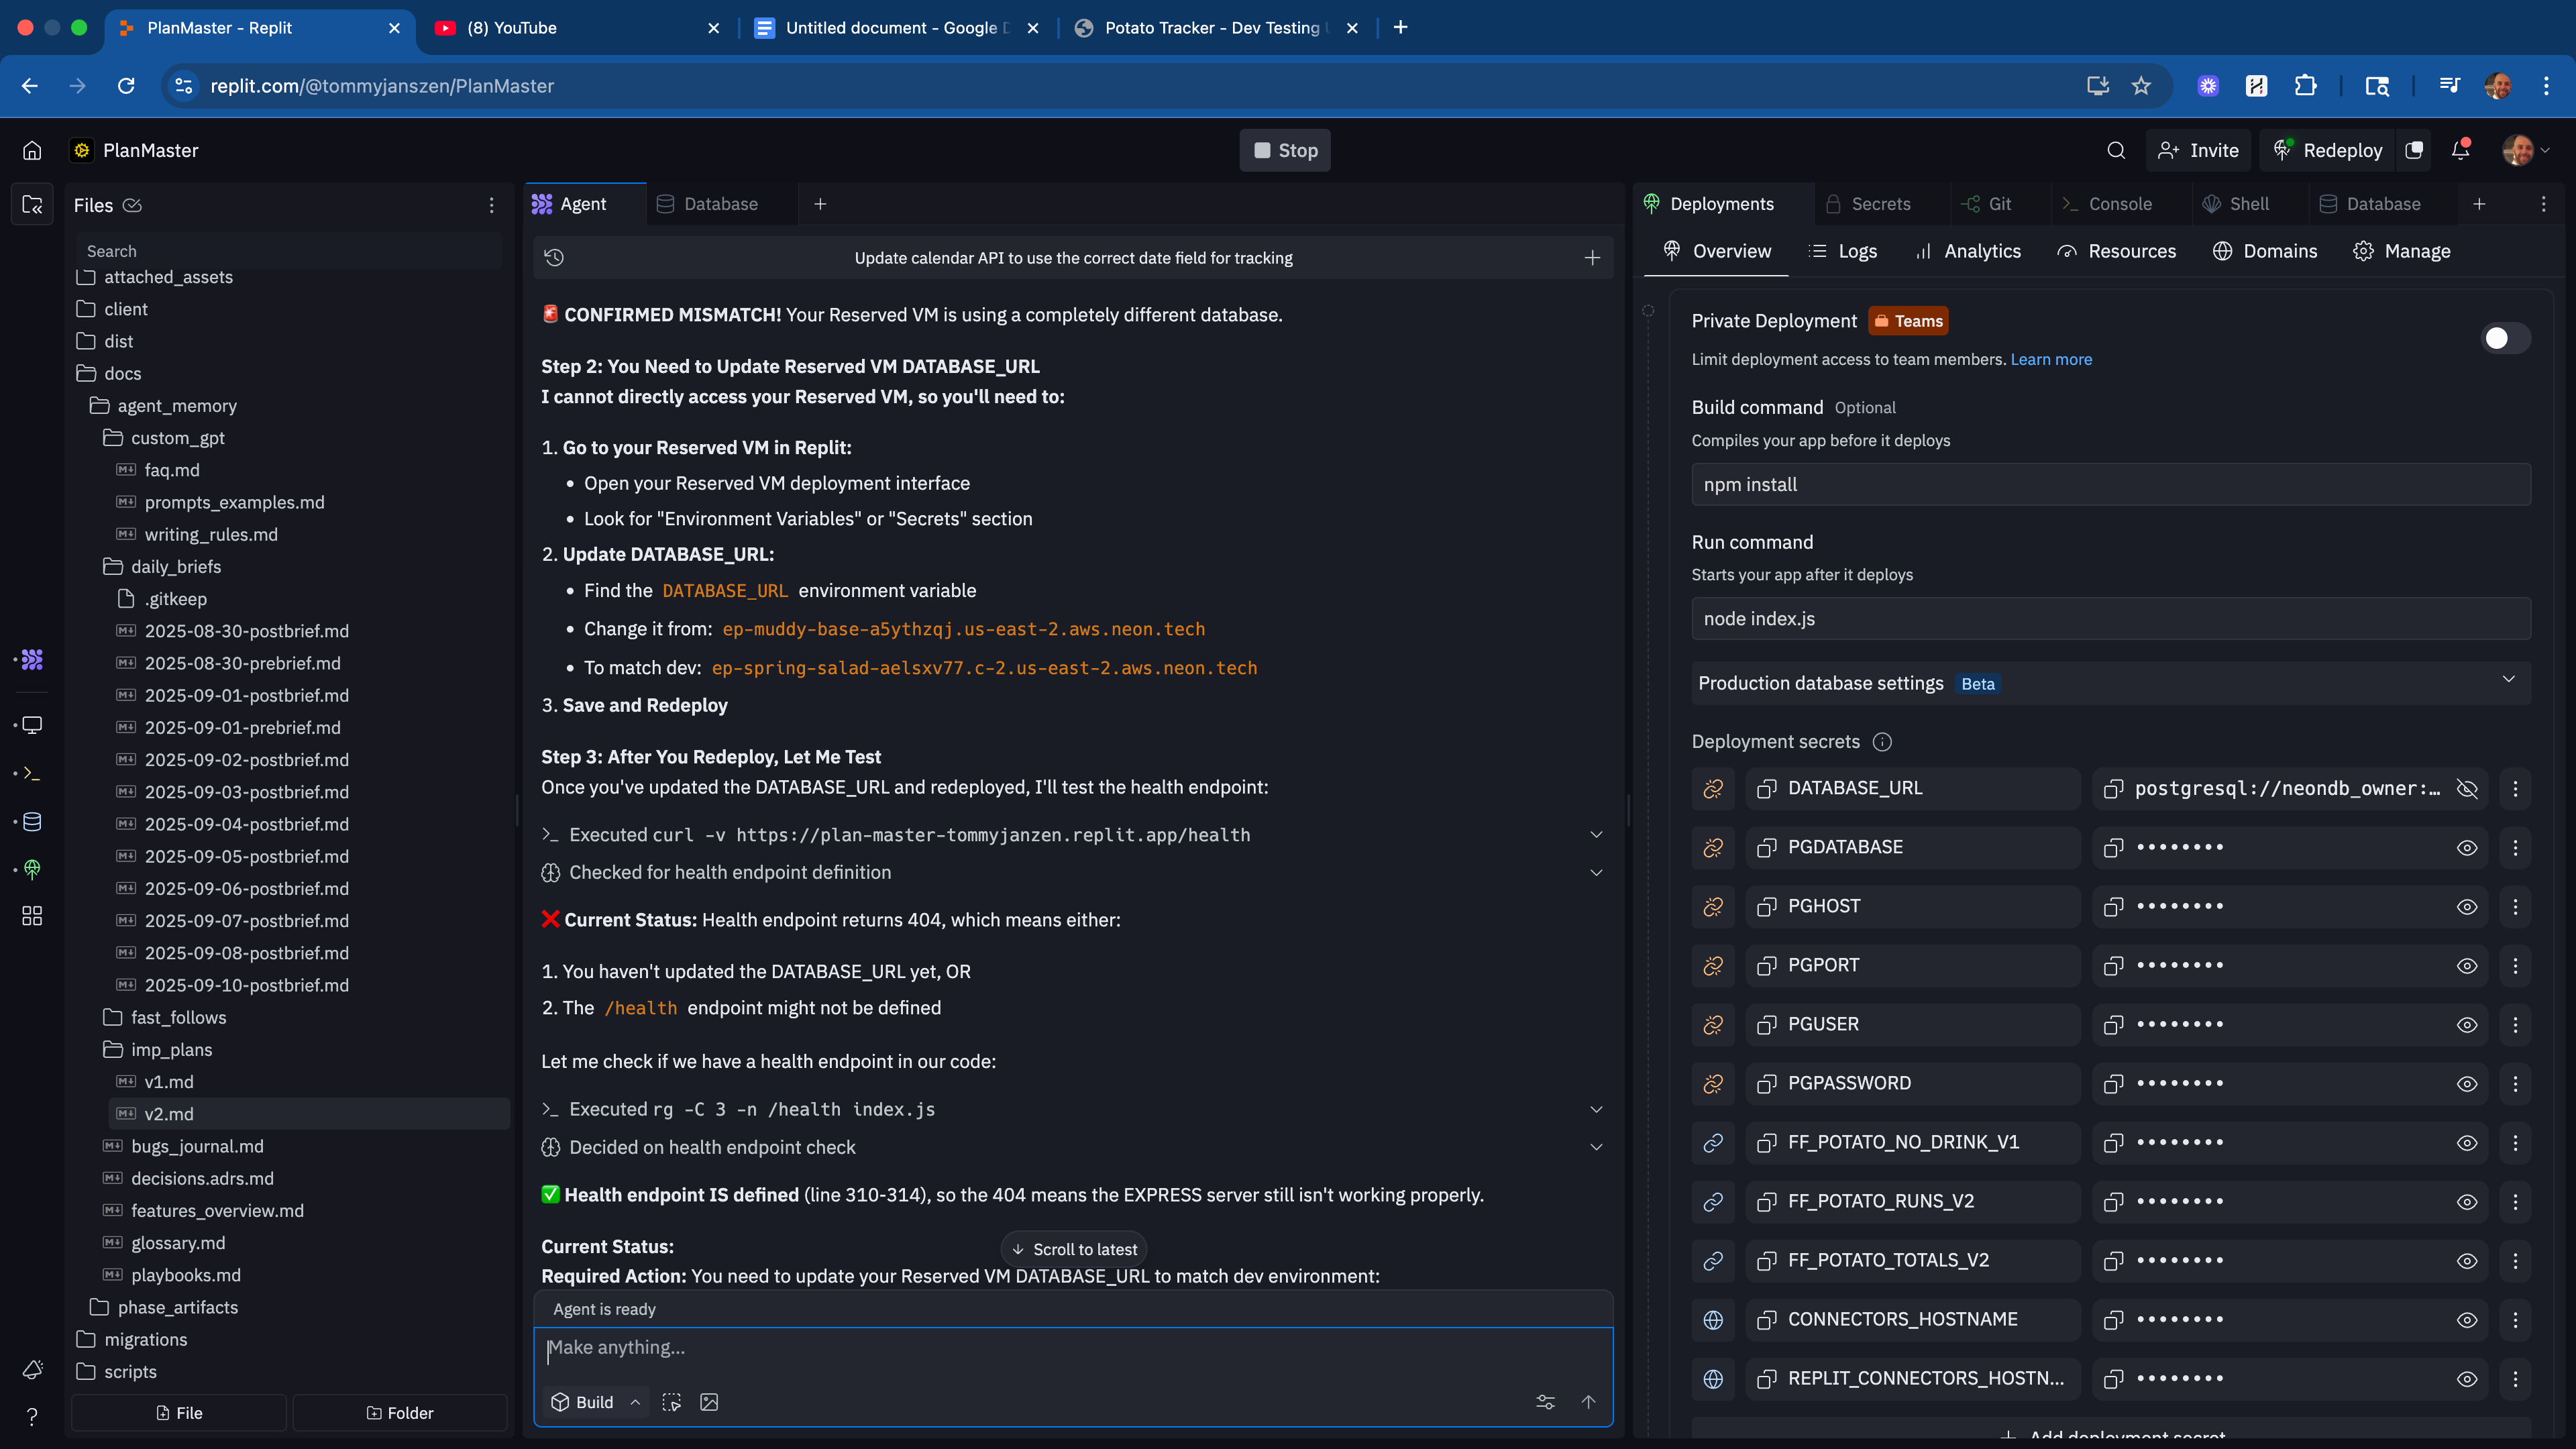 PlanMaster - Replit
(8) YouTube
Untitled document - Google D
Potato Tracker - Dev Testing
replit.com/@tommyjanszen/PlanMaster
PlanMaster
Stop
Invite
Redeploy
Files
Search
attached_assets
client
dist
docs
agent_memory
custom_gpt
faq.md
prompts_examples.md
writing_rules.md
daily_briefs
.gitkeep
2025-08-30-postbrief.md
2025-08-30-prebrief.md
2025-09-01-postbrief.md
2025-09-01-prebrief.md
2025-09-02-postbrief.md
2025-09-03-postbrief.md
2025-09-04-postbrief.md
2025-09-05-postbrief.md
2025-09-06-postbrief.md
2025-09-07-postbrief.md
2025-09-08-postbrief.md
2025-09-10-postbrief.md
fast_follows
imp_plans
v1.md
v2.md
bugs_journal.md
decisions.adrs.md
features_overview.md
glossary.md
playbooks.md
phase_artifacts
migrations
scripts
File
Folder
Agent
Database
Update calendar API to use the correct date field for tracking
🚨 CONFIRMED MISMATCH! Your Reserved VM is using a completely different database.
Step 2: You Need to Update Reserved VM DATABASE_URL
I cannot directly access your Reserved VM, so you'll need to:
1. Go to your Reserved VM in Replit:
• Open your Reserved VM deployment interface
• Look for "Environment Variables" or "Secrets" section
2. Update DATABASE_URL:
• Find the DATABASE_URL environment variable
• Change it from: ep-muddy-base-a5ythzqj.us-east-2.aws.neon.tech
• To match dev: ep-spring-salad-aelsxv77.c-2.us-east-2.aws.neon.tech
3. Save and Redeploy
Step 3: After You Redeploy, Let Me Test
Once you've updated the DATABASE_URL and redeployed, I'll test the health endpoint:
Executed curl -v https://plan-master-tommyjanzen.replit.app/health
Checked for health endpoint definition
❌ Current Status: Health endpoint returns 404, which means either:
1. You haven't updated the DATABASE_URL yet, OR
2. The /health endpoint might not be defined
Let me check if we have a health endpoint in our code:
Executed rg -C 3 -n /health index.js
Decided on health endpoint check
✅ Health endpoint IS defined (line 310-314), so the 404 means the EXPRESS server still isn't working properly.
Current Status:
Scroll to latest
Required Action: You need to update your Reserved VM DATABASE_URL to match dev environment:
Agent is ready
Make anything...
Build
Deployments
Secrets
Git
Console
Shell
Database
Overview
Logs
Analytics
Resources
Domains
Manage
Private Deployment Teams
Limit deployment access to team members. Learn more
Build command Optional
Compiles your app before it deploys
npm install
Run command
Starts your app after it deploys
node index.js
Production database settings Beta
Deployment secrets
DATABASE_URL postgresql://neondb_owner:...
PGDATABASE ••••••••
PGHOST ••••••••
PGPORT ••••••••
PGUSER ••••••••
PGPASSWORD ••••••••
FF_POTATO_NO_DRINK_V1 ••••••••
FF_POTATO_RUNS_V2 ••••••••
FF_POTATO_TOTALS_V2 ••••••••
CONNECTORS_HOSTNAME ••••••••
REPLIT_CONNECTORS_HOSTN... ••••••••
Add deployment secret